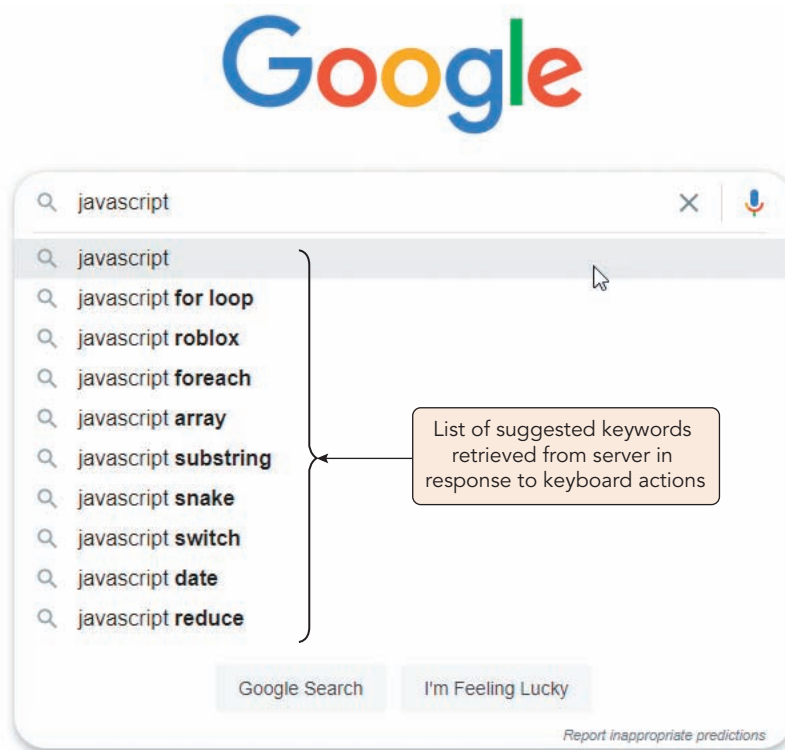 Google
javascript
javascript
javascript for loop
javascript roblox
javascript foreach
javascript array
javascript substring
javascript snake
javascript switch
javascript date
javascript reduce
List of suggested keywords
retrieved from server in
response to keyboard actions
Google Search
I'm Feeling Lucky
Report inappropriate predictions